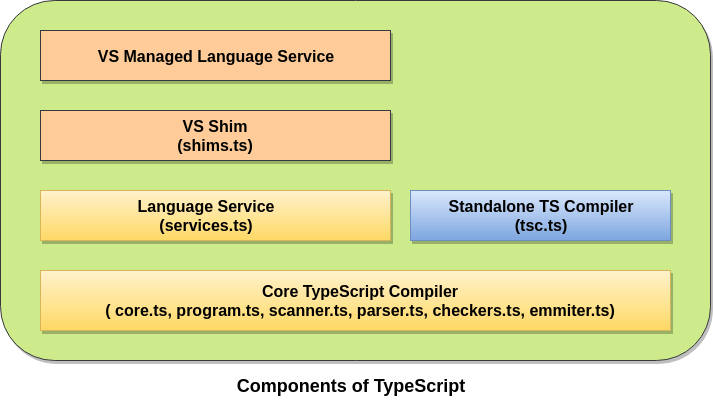 VS Managed Language Service
VS Shim
(shims.ts)
Language Service
(services.ts)
Standalone TS Compiler
(tsc.ts)
Core TypeScript Compiler
( core.ts, program.ts, scanner.ts, parser.ts, checkers.ts, emmiter.ts)
Components of TypeScript